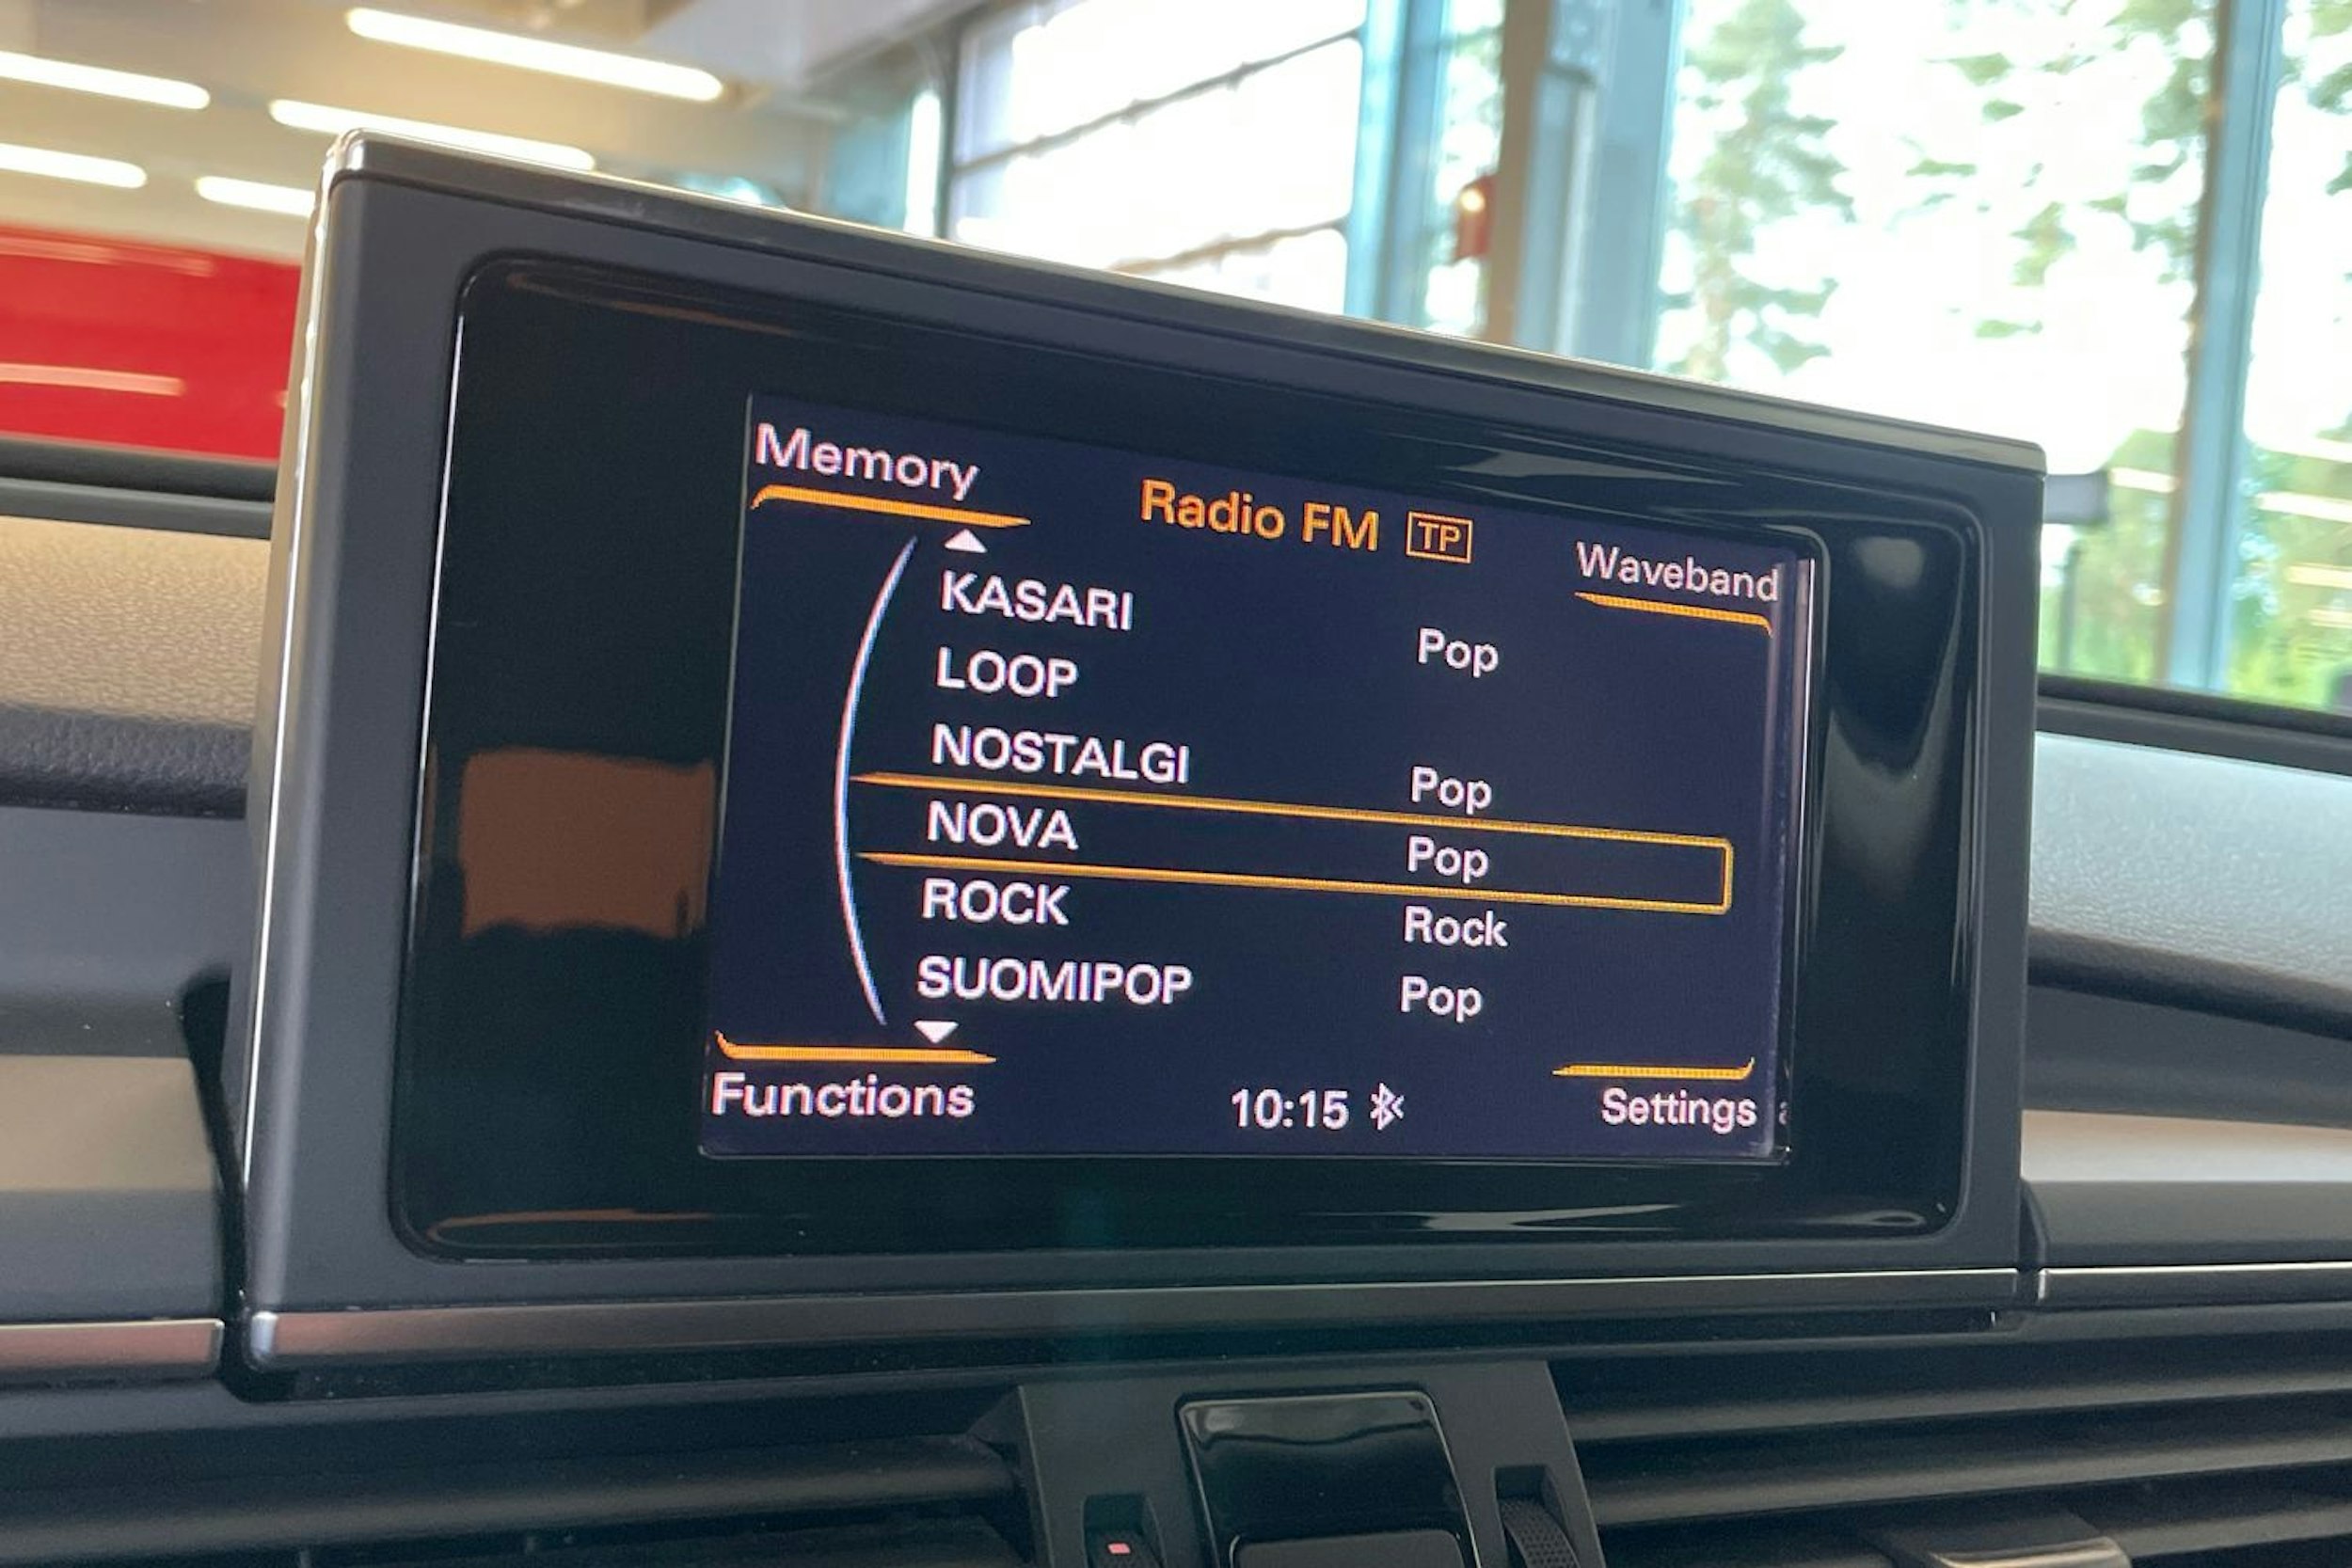 Memory
Radio FM TP
Waveband
KASARI Pop
LOOP
NOSTALGI Pop
NOVA Pop
ROCK Rock
SUOMIPOP Pop
Functions 10:15 Settings